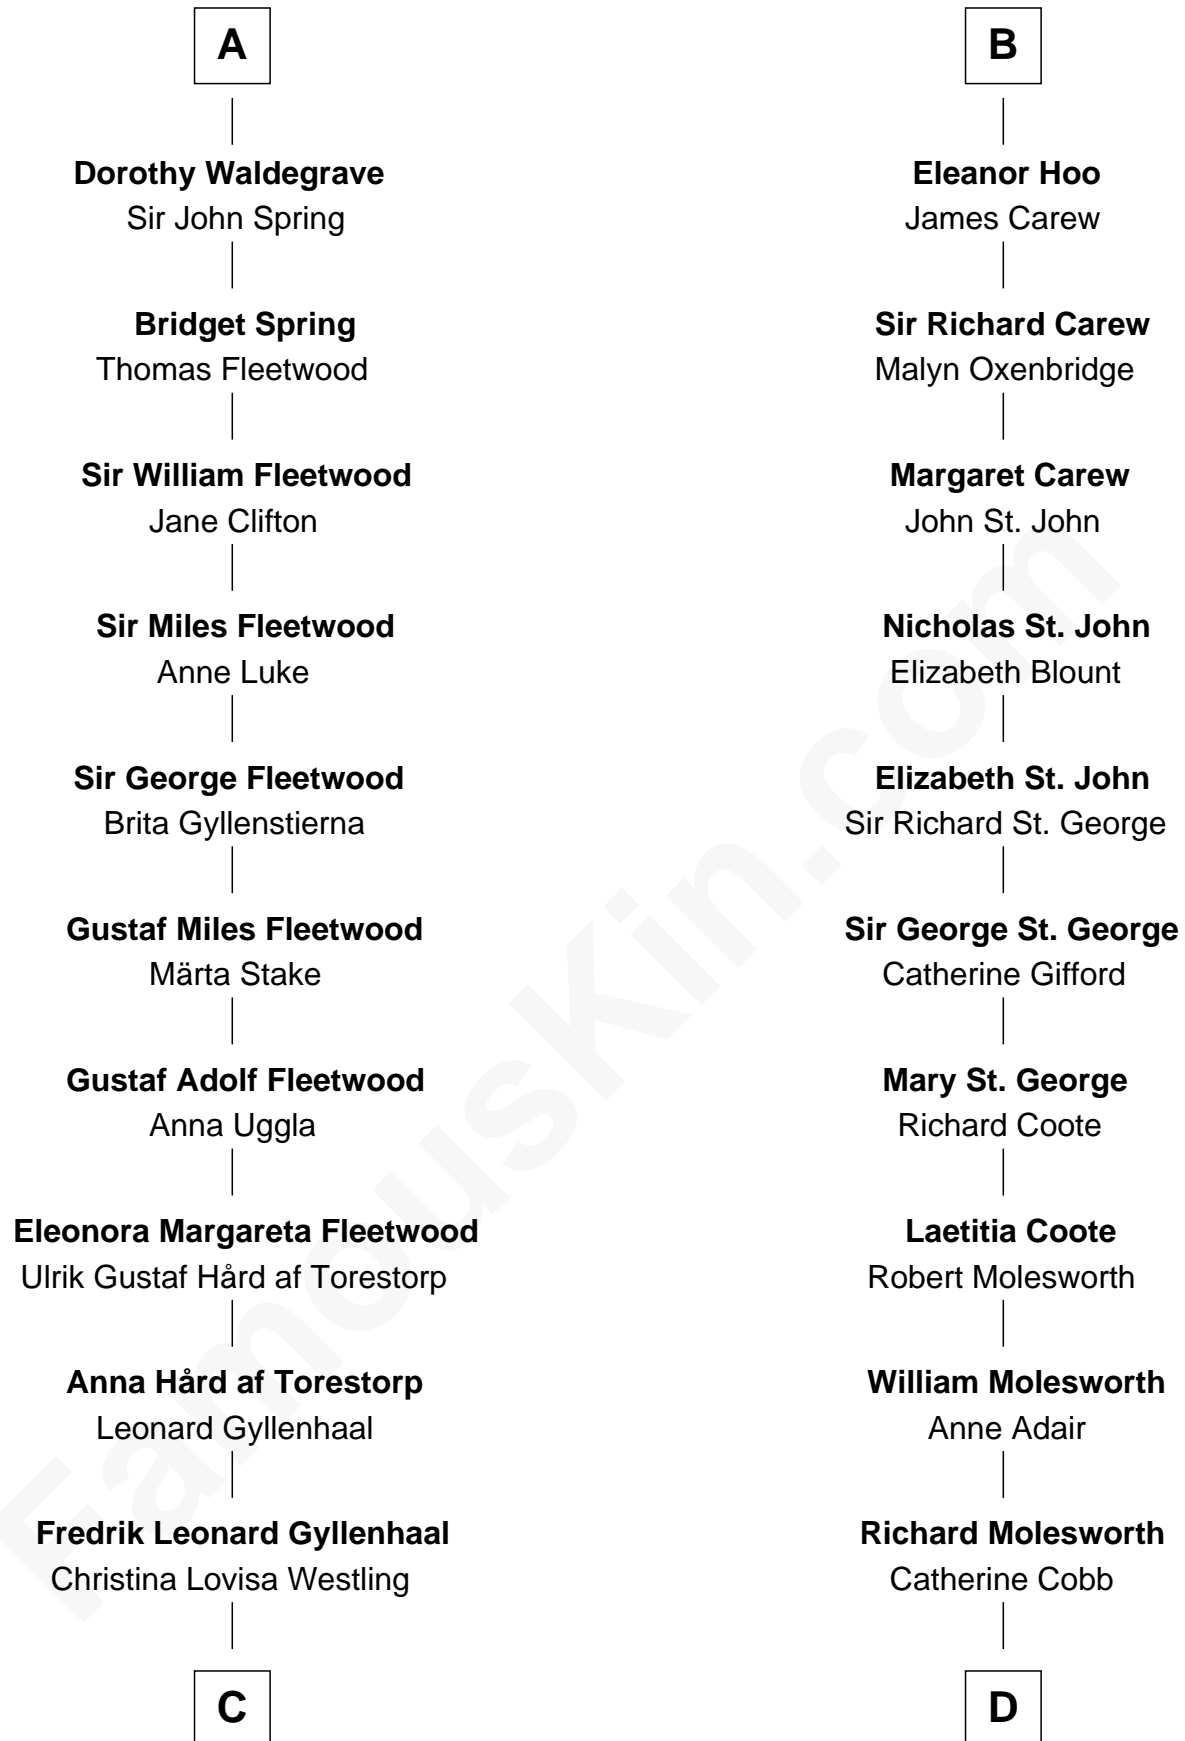 A
Dorothy Waldegrave
Sir John Spring
Bridget Spring
Thomas Fleetwood
Sir William Fleetwood
Jane Clifton
Sir Miles Fleetwood
Anne Luke
Sir George Fleetwood
Brita Gyllenstierna
Gustaf Miles Fleetwood
Märta Stake
Gustaf Adolf Fleetwood
Anna Uggla
Eleonora Margareta Fleetwood
Ulrik Gustaf Hård af Torestorp
Anna Hård af Torestorp
Leonard Gyllenhaal
Fredrik Leonard Gyllenhaal
Christina Lovisa Westling
C
B
Eleanor Hoo
James Carew
Sir Richard Carew
Malyn Oxenbridge
Margaret Carew
John St. John
Nicholas St. John
Elizabeth Blount
Elizabeth St. John
Sir Richard St. George
Sir George St. George
Catherine Gifford
Mary St. George
Richard Coote
Laetitia Coote
Robert Molesworth
William Molesworth
Anne Adair
Richard Molesworth
Catherine Cobb
D
FamousKin.com